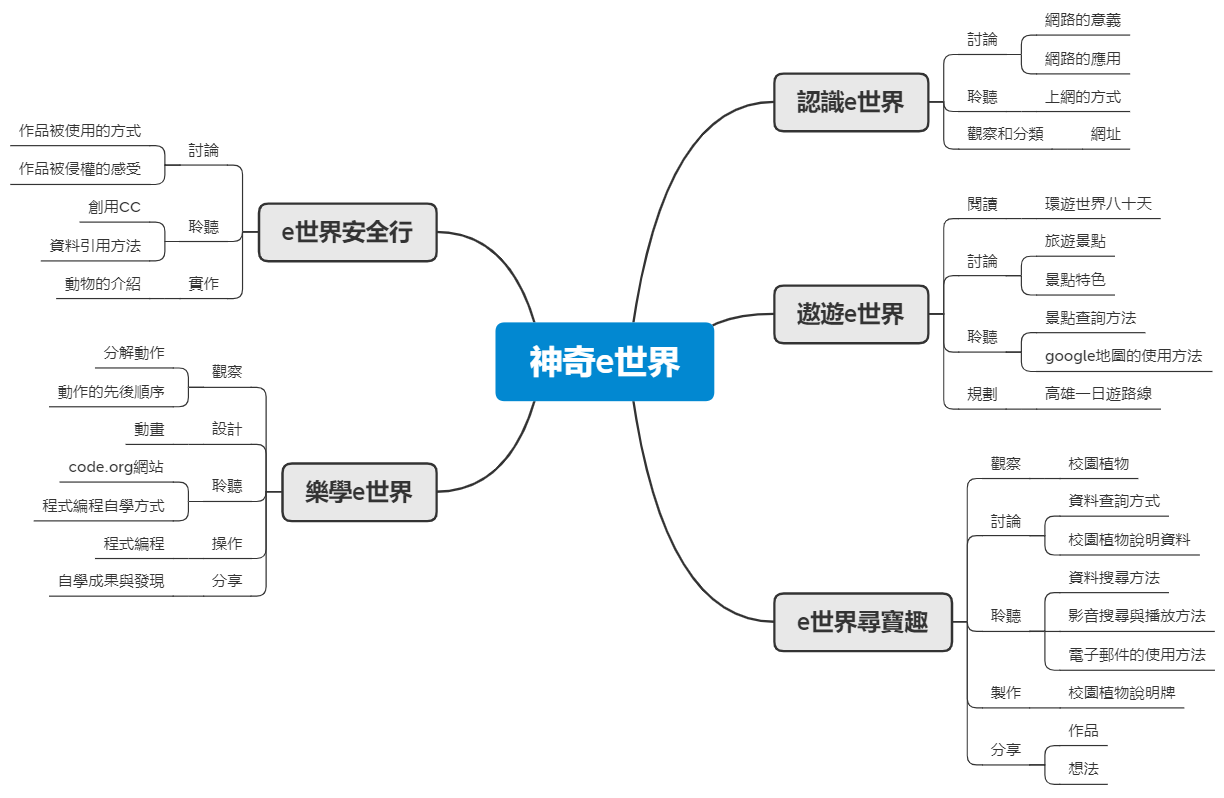 神奇e世界
認識e世界
討論
網路的意義
網路的應用
聆聽
上網的方式
觀察和分類
網址
遨遊e世界
閱讀
環遊世界八十天
討論
旅遊景點
景點特色
聆聽
景點查詢方法
google地圖的使用方法
規劃
高雄一日遊路線
e世界尋寶趣
觀察
校園植物
討論
資料查詢方式
校園植物說明資料
聆聽
資料搜尋方法
影音搜尋與播放方法
電子郵件的使用方法
製作
校園植物說明牌
分享
作品
想法
e世界安全行
討論
作品被使用的方式
作品被侵權的感受
聆聽
創用CC
資料引用方法
實作
動物的介紹
樂學e世界
觀察
分解動作
動作的先後順序
設計
動畫
聆聽
code.org網站
程式編程自學方式
操作
程式編程
分享
自學成果與發現